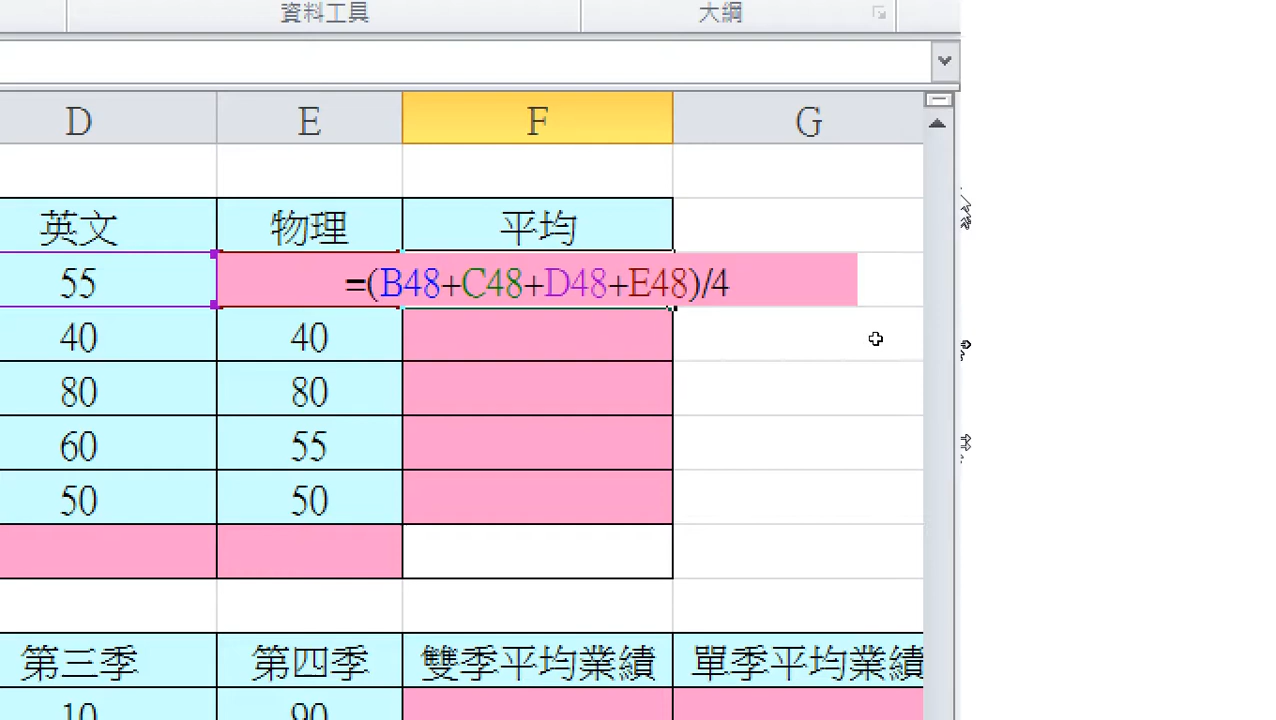 資料工具 大綱
D E F G
英文 物理 平均
55 =(B48+C48+D48+E48)/4
40 40
80 80
60 55
50 50
第三季 第四季 雙季平均業績 單季平均業績
10 90